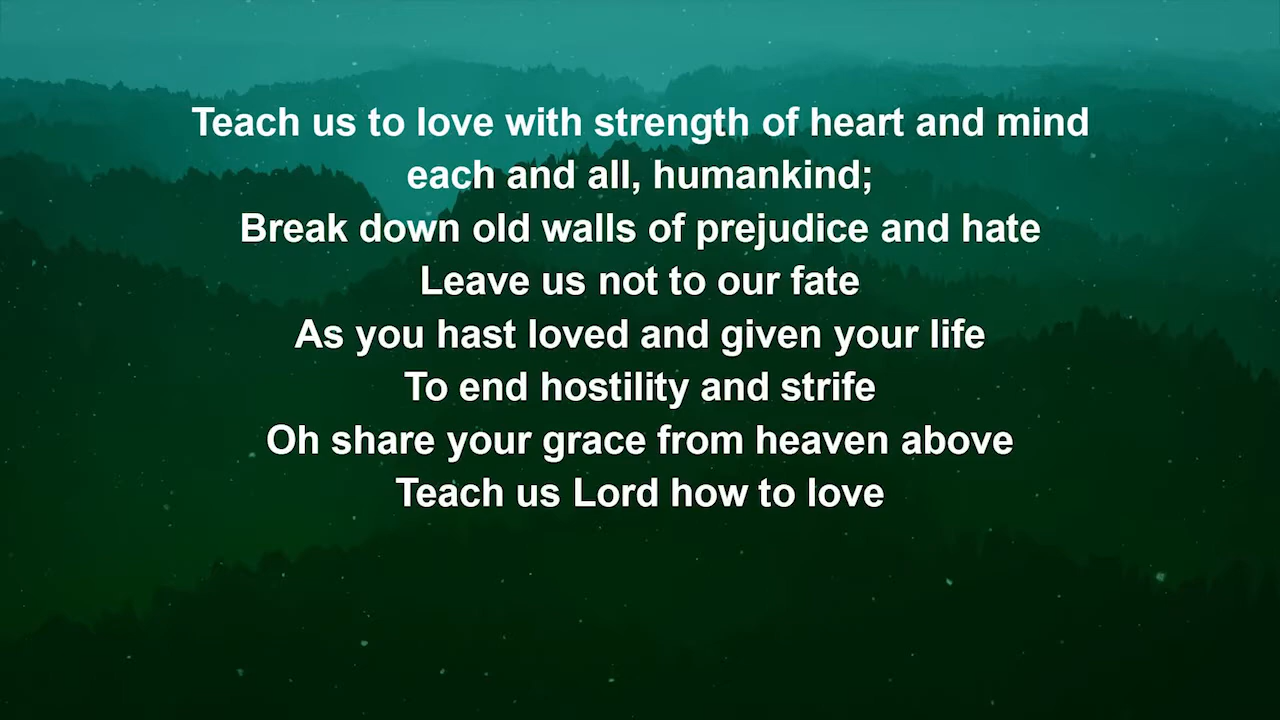 Teach us to love with strength of heart and mind
each and all, humankind;
Break down old walls of prejudice and hate
Leave us not to our fate
As you hast loved and given your life
To end hostility and strife
Oh share your grace from heaven above
Teach us Lord how to love